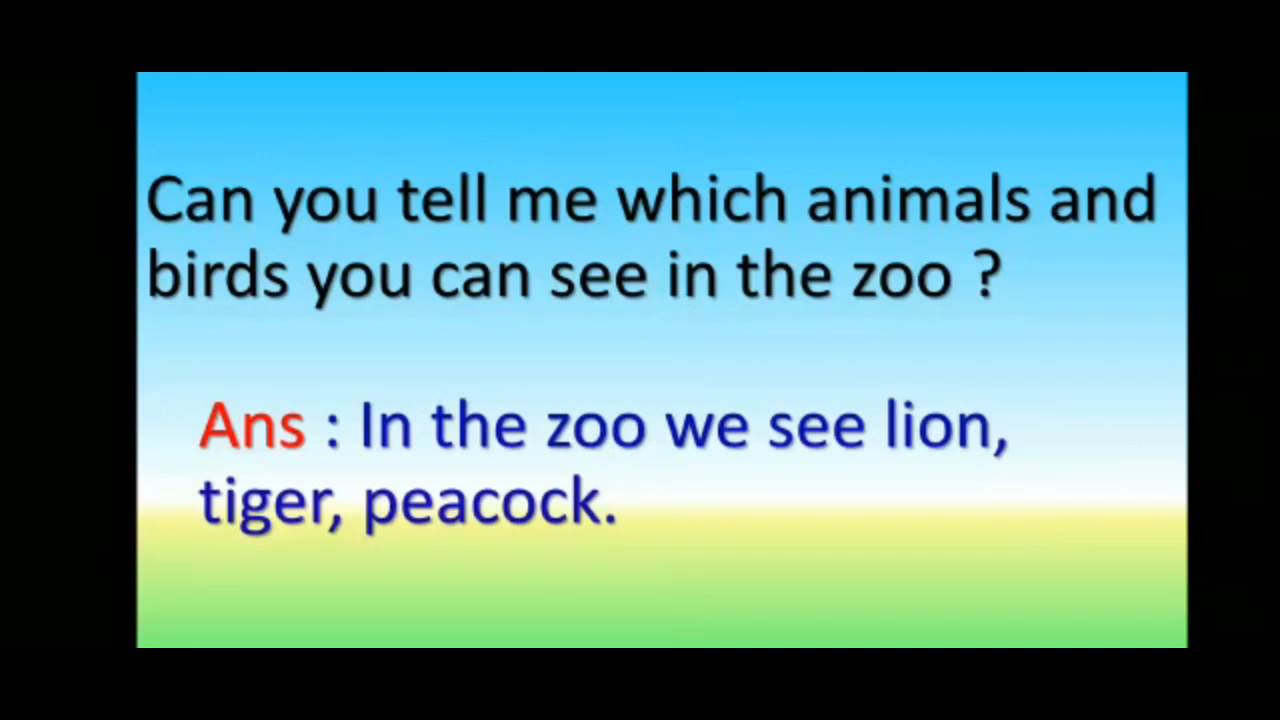 Can you tell me which animals and
birds you can see in the zoo ?
Ans : In the zoo we see lion,
tiger, peacock.